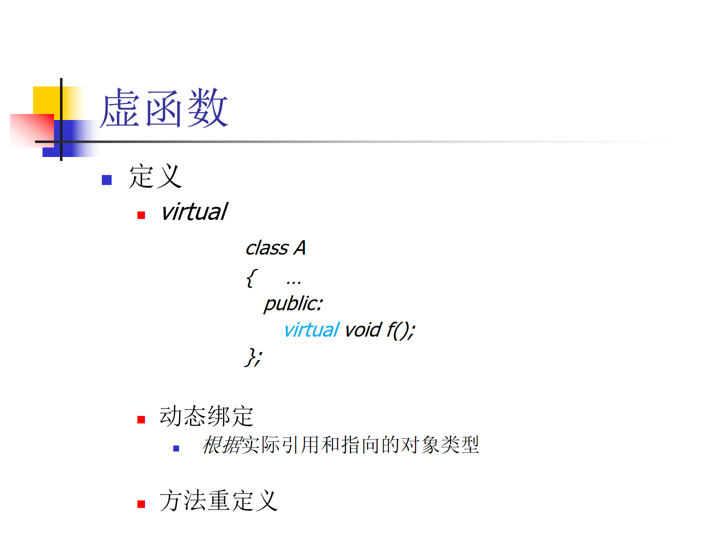 虚函数
定义
virtual
class A
{ …
public:
virtual void f();
};
动态绑定
根据实际引用和指向的对象类型
方法重定义